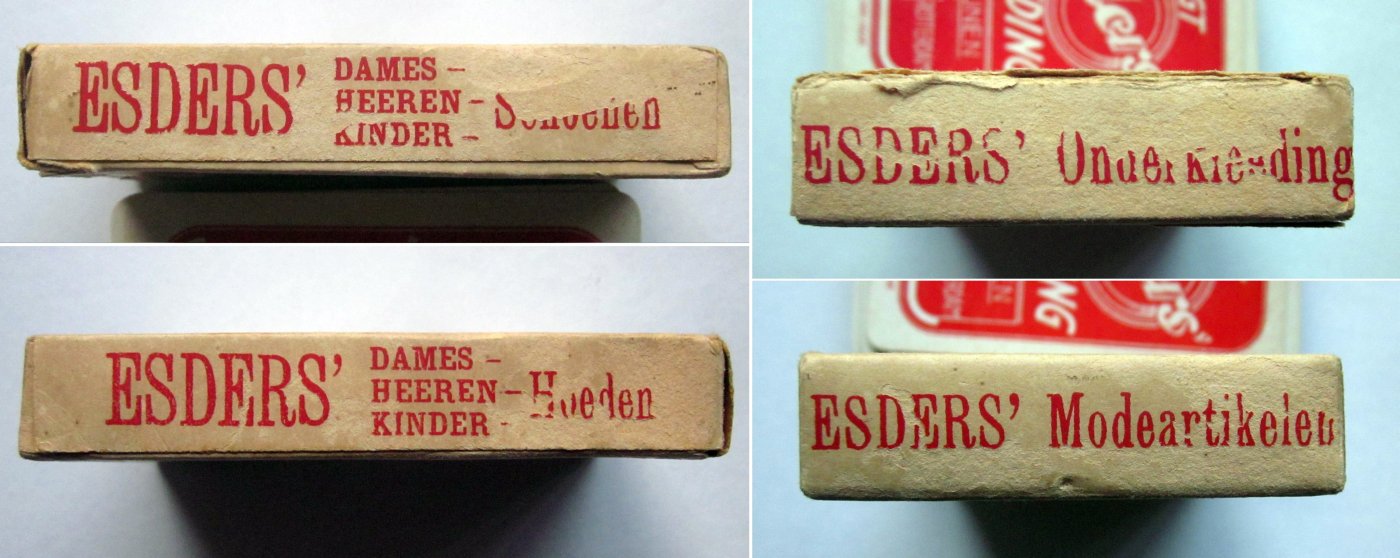 ESDERS' DAMES –
HEEREN – Schoenen
KINDER –
ESDERS' Onderkleeding
ESDERS' DAMES –
HEEREN – Hoeden
KINDER -
ESDERS' Modeartikelen